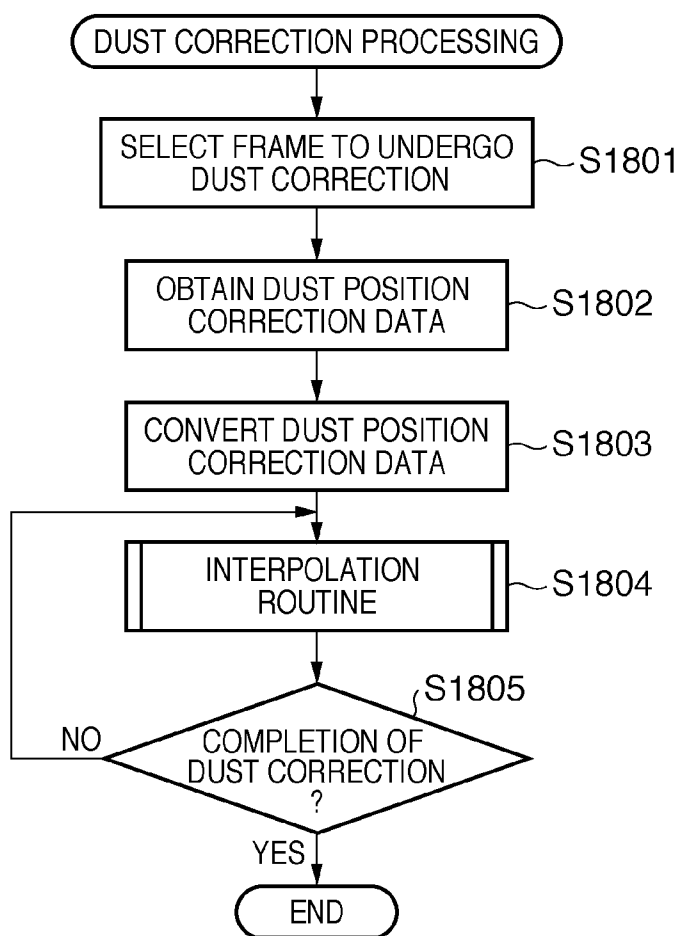 DUST CORRECTION PROCESSING
SELECT FRAME TO UNDERGO
DUST CORRECTION
S1801
OBTAIN DUST POSITION
CORRECTION DATA
S1802
CONVERT DUST POSITION
CORRECTION DATA
S1803
INTERPOLATION
ROUTINE
S1804
S1805
NO
COMPLETION OF
DUST CORRECTION
?
YES
END